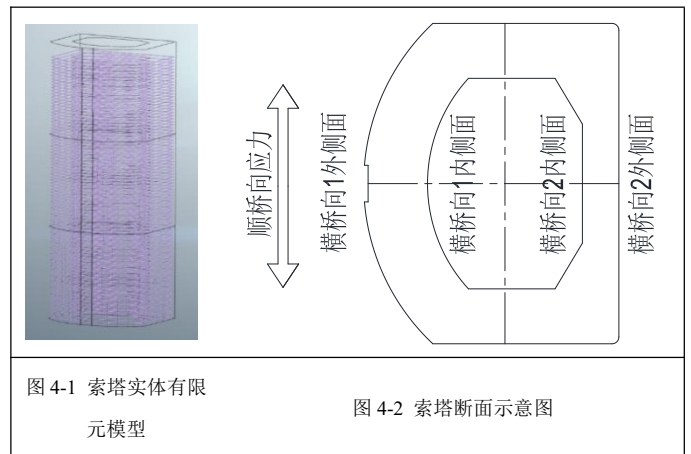 顺桥向应力
横桥向1外侧面
横桥向1内侧面
横桥向2内侧面
横桥向2外侧面
图 4-1 索塔实体有限
元模型
图 4-2 索塔断面示意图